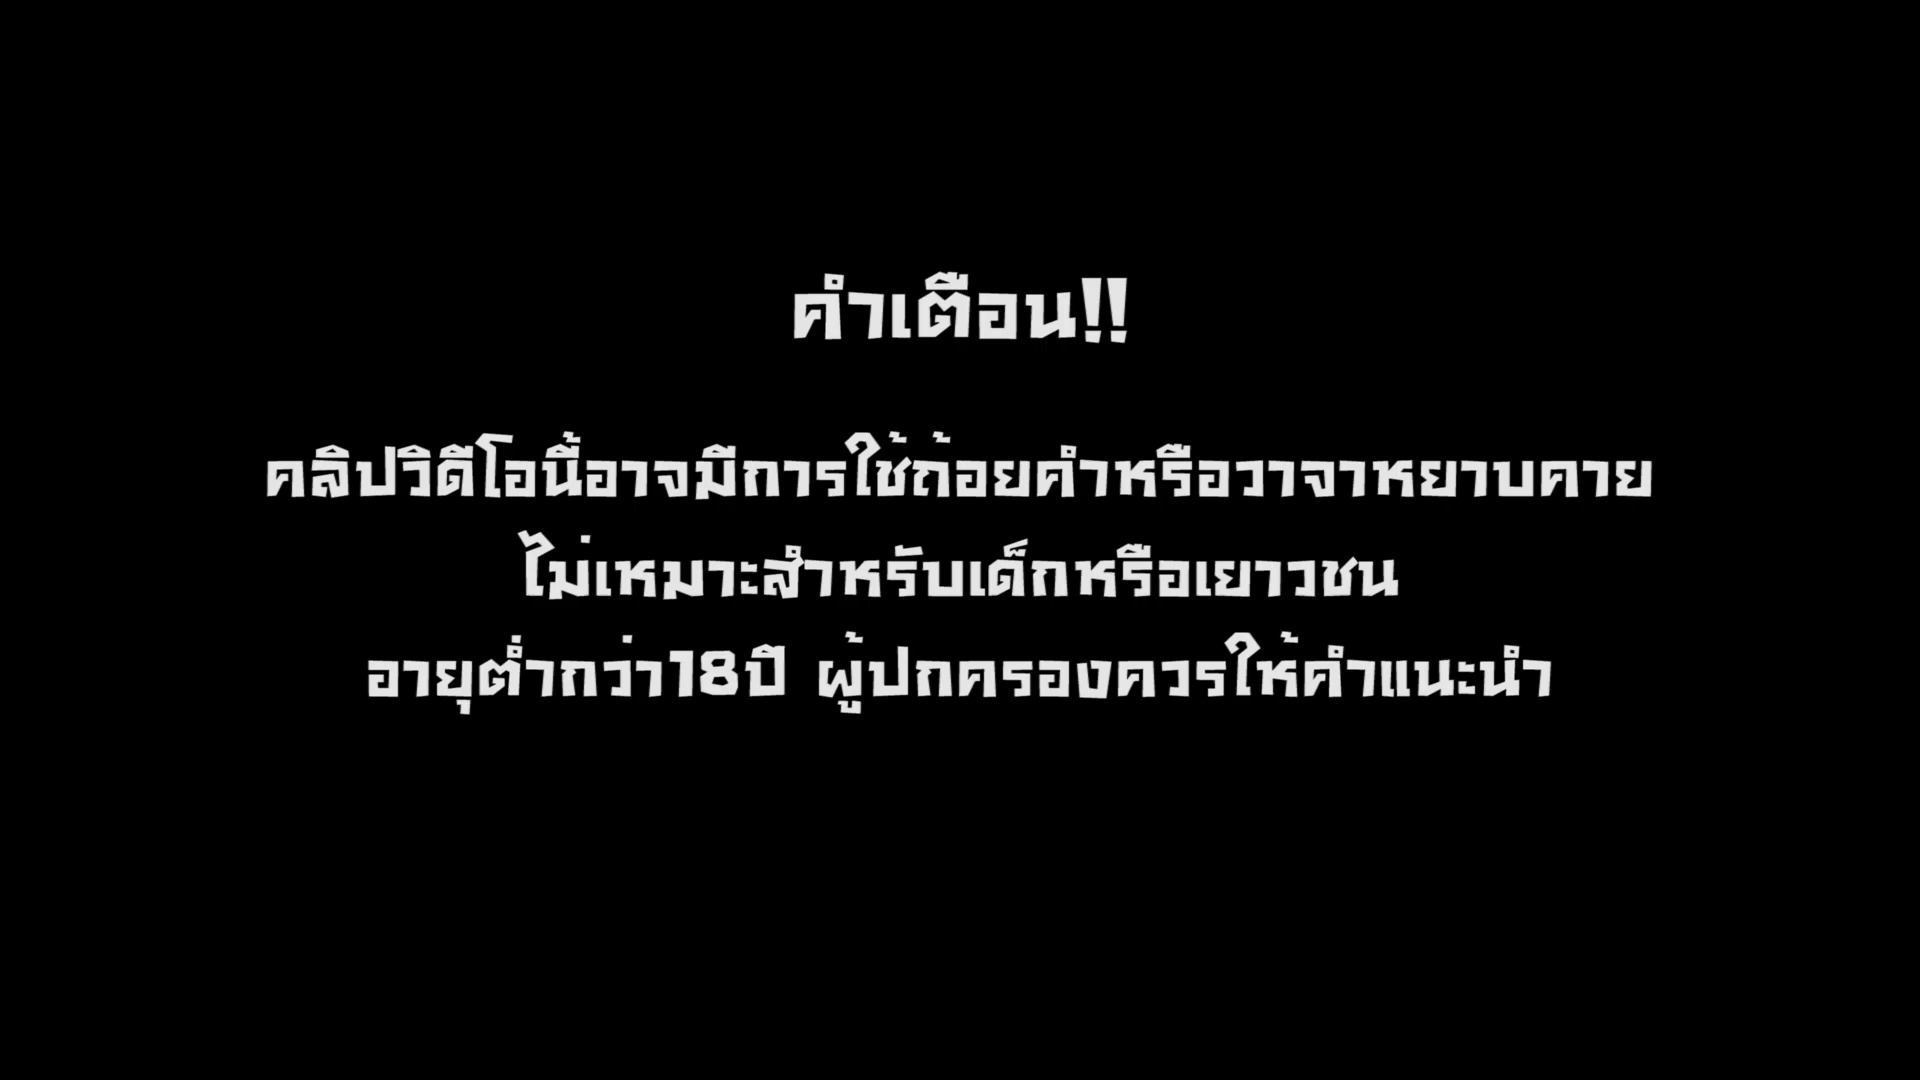 คำเตือน!!
คลิปวิดีโอนี้อาจมีการใช้ถ้อยคำหรือวาจาหยาบคาย
ไม่เหมาะสำหรับเด็กหรือเยาวชน
อายุต่ำกว่า18ปี ผู้ปกครองควรให้คำแนะนำ